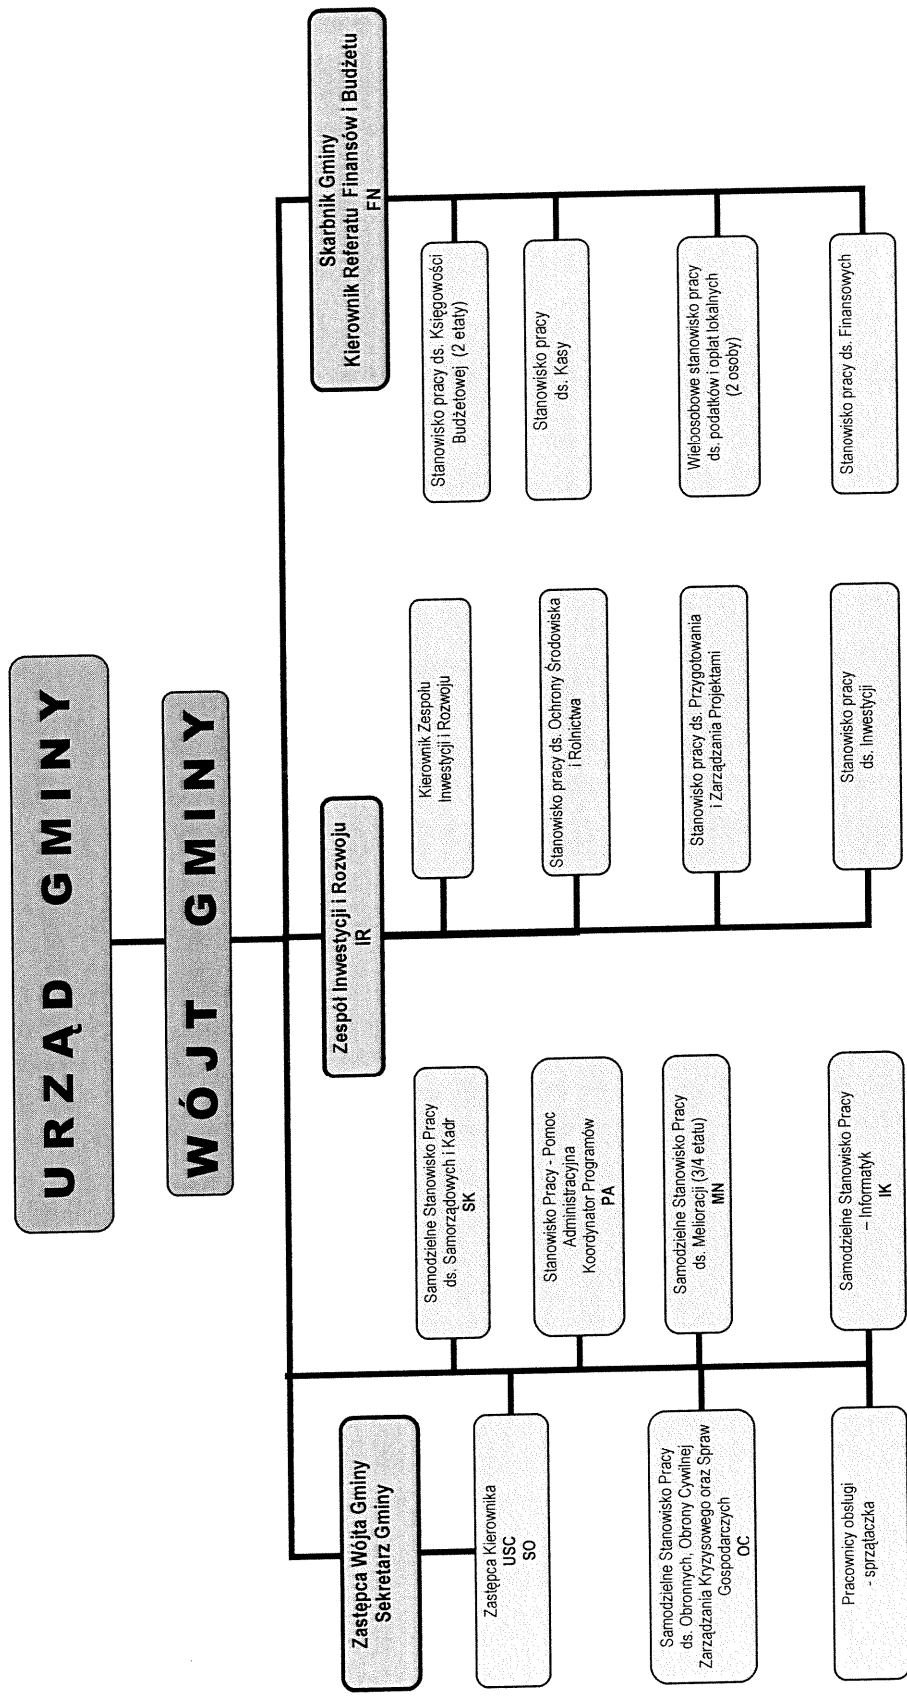 URZĄD GMINY
WÓJT GMINY
Zastępca Wójta Gminy
Sekretarz Gminy
Zespół Inwestycji i Rozwoju
IR
Skarbnik Gminy
Kierownik Referatu Finansów i Budżetu
FN
Zastępca Kierownika
USC
SO
Samodzielne Stanowisko Pracy
ds. Obronnych, Obrony Cywilnej
Zarządzania Kryzysowego oraz Spraw
Gospodarczych
OC
Pracownicy obsługi
- sprzątaczka
Samodzielne Stanowisko Pracy
ds. Samorządowych i Kadr
SK
Stanowisko Pracy - Pomoc
Administracyjna
Koordynator Programów
PA
Samodzielne Stanowisko Pracy
ds. Melioracji (3/4 etatu)
MN
Samodzielne Stanowisko Pracy
– Informatyk
IK
Kierownik Zespołu
Inwestycji i Rozwoju
Stanowisko pracy ds. Ochrony Środowiska
i Rolnictwa
Stanowisko pracy ds. Przygotowania
i Zarządzania Projektami
Stanowisko pracy
ds. Inwestycji
Stanowisko pracy ds. Księgowości
Budżetowej (2 etaty)
Stanowisko pracy
ds. Kasy
Wieloosobowe stanowisko pracy
ds. podatków i opłat lokalnych
(2 osoby)
Stanowisko pracy ds. Finansowych